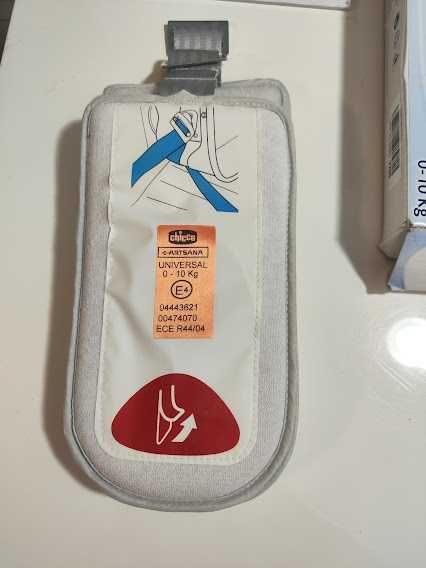 chicco
ARTSANA
UNIVERSAL
0 - 10 Kg
E4
04443621
00474070
ECE R44/04
0-10 Kg